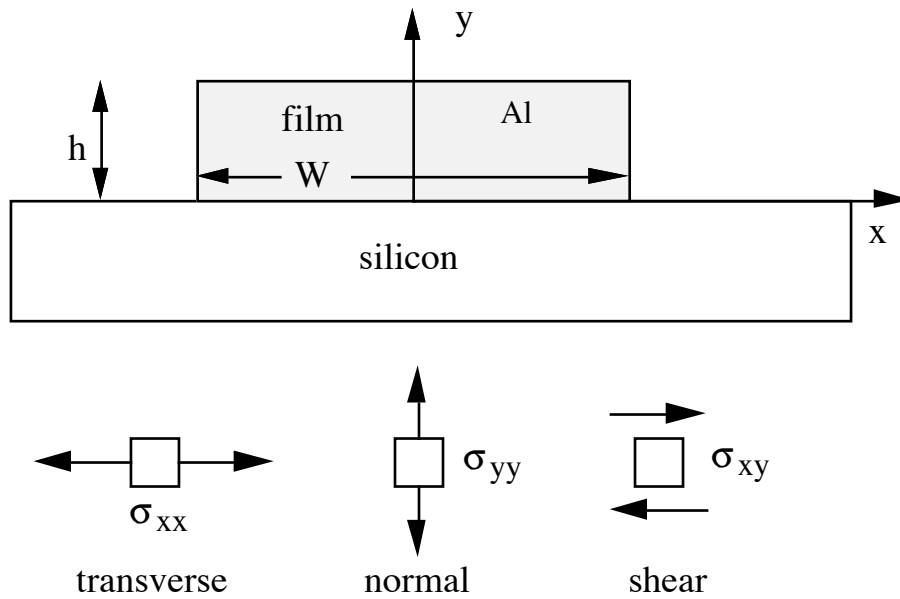 y
film
Al
h
W
x
silicon
σxx
σyy
σxy
transverse
normal
shear